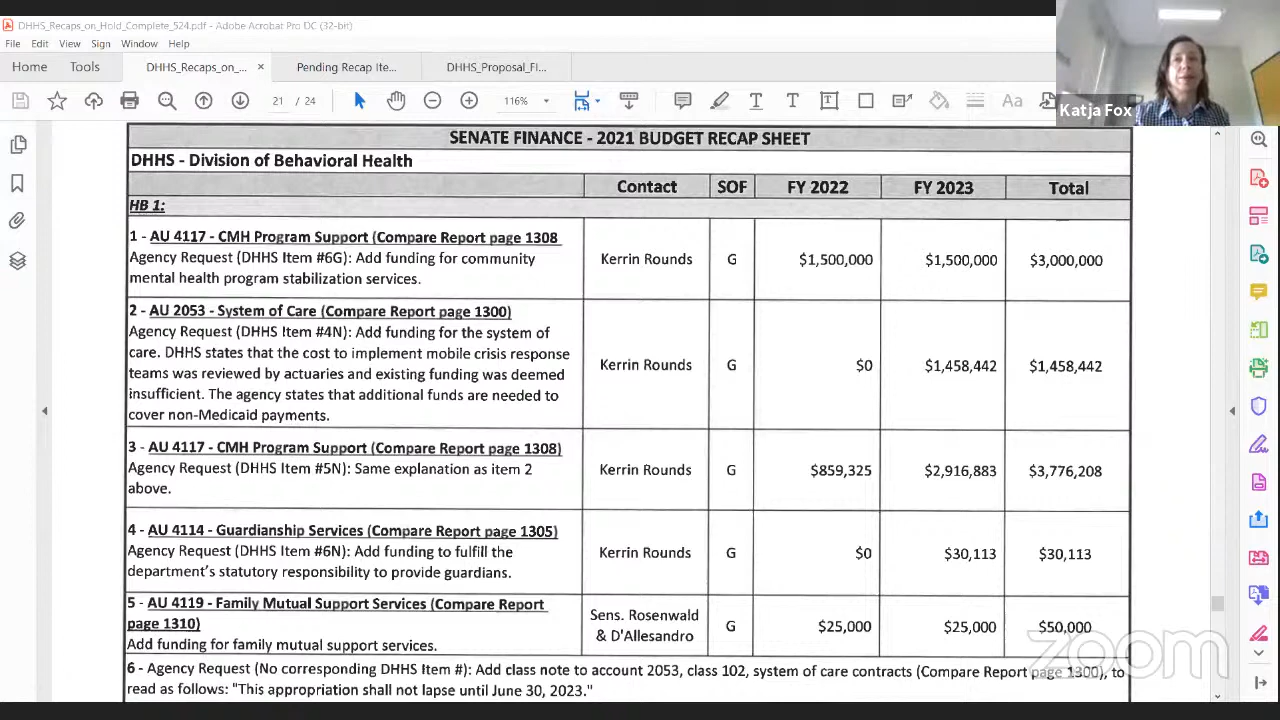 DHHS_Recaps_on_Hold_Complete_524.pdf - Adobe Acrobat Pro DC (32-bit)
File Edit View Sign Window Help
Home Tools DHHS_Recaps_on_... × Pending Recap Ite... DHHS_Proposal_Fl...
21 / 24 116%
Katja Fox
SENATE FINANCE - 2021 BUDGET RECAP SHEET
DHHS - Division of Behavioral Health
Contact SOF FY 2022 FY 2023 Total
HB 1:
1 - AU 4117 - CMH Program Support (Compare Report page 1308
Agency Request (DHHS Item #6G): Add funding for community
mental health program stabilization services.
Kerrin Rounds G $1,500,000 $1,500,000 $3,000,000
2 - AU 2053 - System of Care (Compare Report page 1300)
Agency Request (DHHS Item #4N): Add funding for the system of
care. DHHS states that the cost to implement mobile crisis response
teams was reviewed by actuaries and existing funding was deemed
insufficient. The agency states that additional funds are needed to
cover non-Medicaid payments.
Kerrin Rounds G $0 $1,458,442 $1,458,442
3 - AU 4117 - CMH Program Support (Compare Report page 1308)
Agency Request (DHHS Item #5N): Same explanation as item 2
above.
Kerrin Rounds G $859,325 $2,916,883 $3,776,208
4 - AU 4114 - Guardianship Services (Compare Report page 1305)
Agency Request (DHHS Item #6N): Add funding to fulfill the
department's statutory responsibility to provide guardians.
Kerrin Rounds G $0 $30,113 $30,113
5 - AU 4119 - Family Mutual Support Services (Compare Report
page 1310)
Add funding for family mutual support services.
Sens. Rosenwald
& D'Allesandro
G $25,000 $25,000 $50,000
zoom
6 - Agency Request (No corresponding DHHS Item #): Add class note to account 2053, class 102, system of care contracts (Compare Report page 1300), to
read as follows: "This appropriation shall not lapse until June 30, 2023."